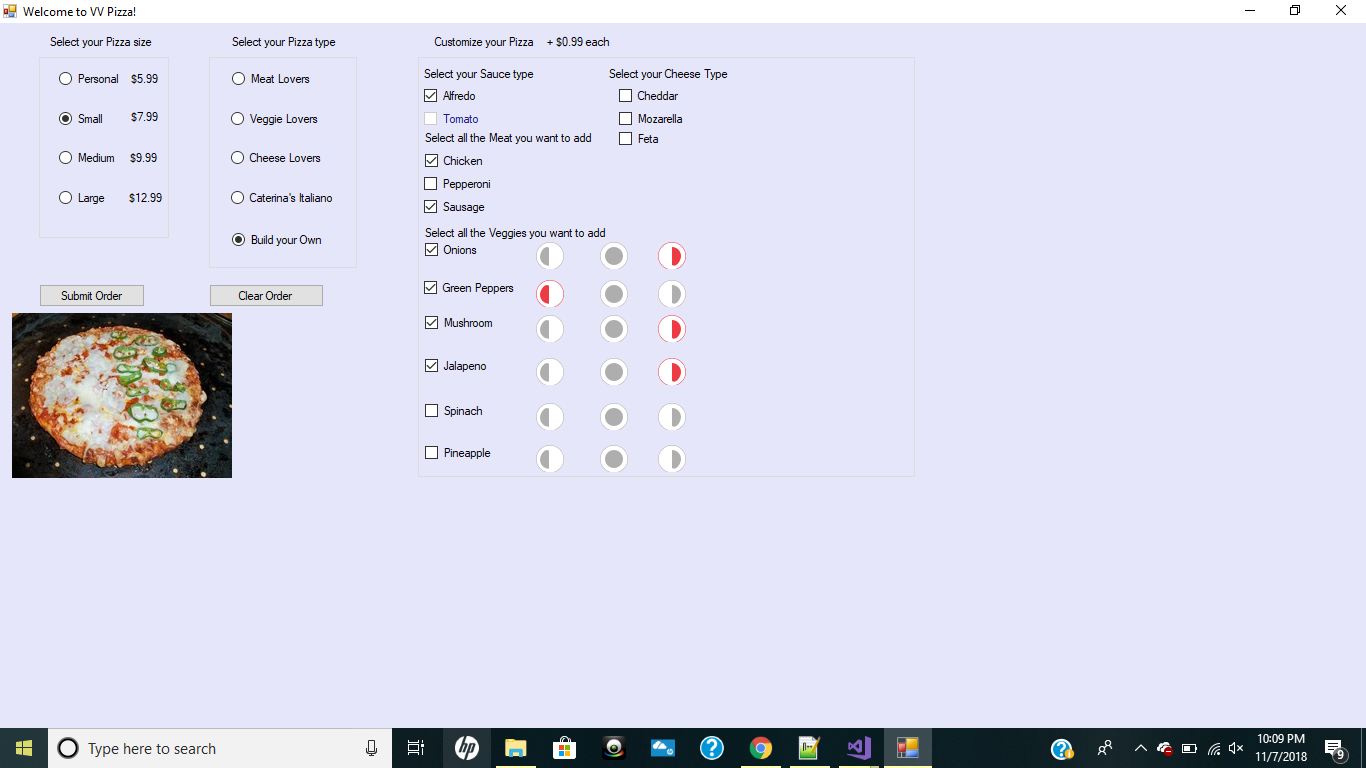 Welcome to VV Pizza!
Select your Pizza size
Personal $5.99
Small $7.99
Medium $9.99
Large $12.99
Select your Pizza type
Meat Lovers
Veggie Lovers
Cheese Lovers
Caterina's Italiano
Build your Own
Submit Order
Clear Order
Customize your Pizza + $0.99 each
Select your Sauce type
Alfredo
Tomato
Select your Cheese Type
Cheddar
Mozarella
Feta
Select all the Meat you want to add
Chicken
Pepperoni
Sausage
Select all the Veggies you want to add
Onions
Green Peppers
Mushroom
Jalapeno
Spinach
Pineapple
Type here to search
hp
10:09 PM
11/7/2018
9